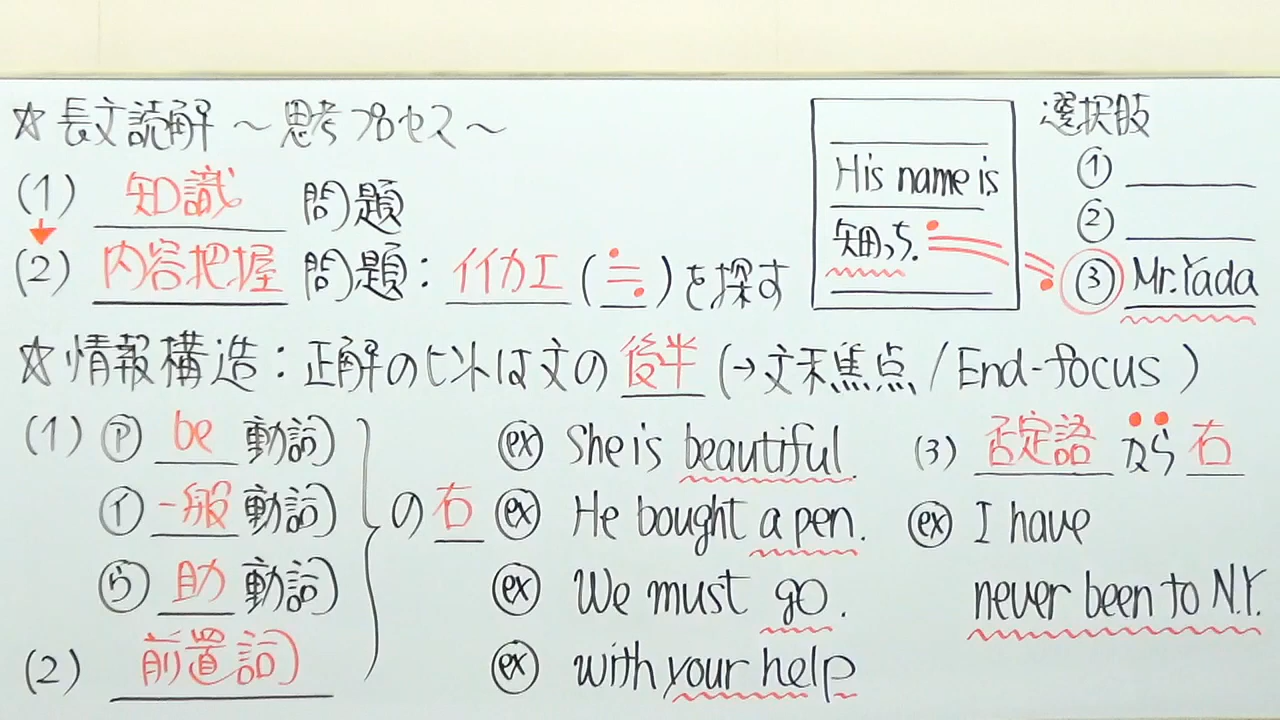 ☆長文読解 ～思考プロセス～
(1) 知識 問題
(2) 内容把握 問題：イイカエ(≒)を探す
His name is
矢田っち.
選択肢
①
②
③ Mr.Yada
☆情報構造：正解のヒントは文の後半(→文末焦点/End-focus)
(1) ㋐ be 動詞
㋑ 一般動詞
㋒ 助動詞
(2) 前置詞
の右
ex She is beautiful.
ex He bought a pen.
ex We must go.
ex with your help
(3) 否定語から右
ex I have
never been to N.Y.